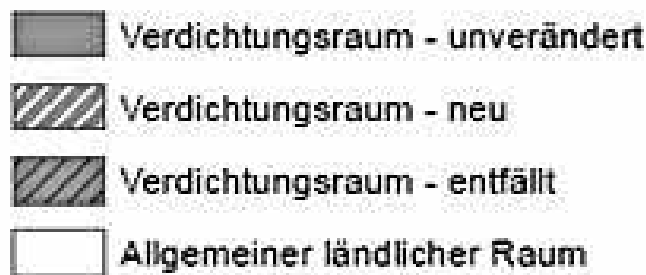 Verdichtungsraum - unverändert
Verdichtungsraum - neu
Verdichtungsraum - entfällt
Allgemeiner ländlicher Raum